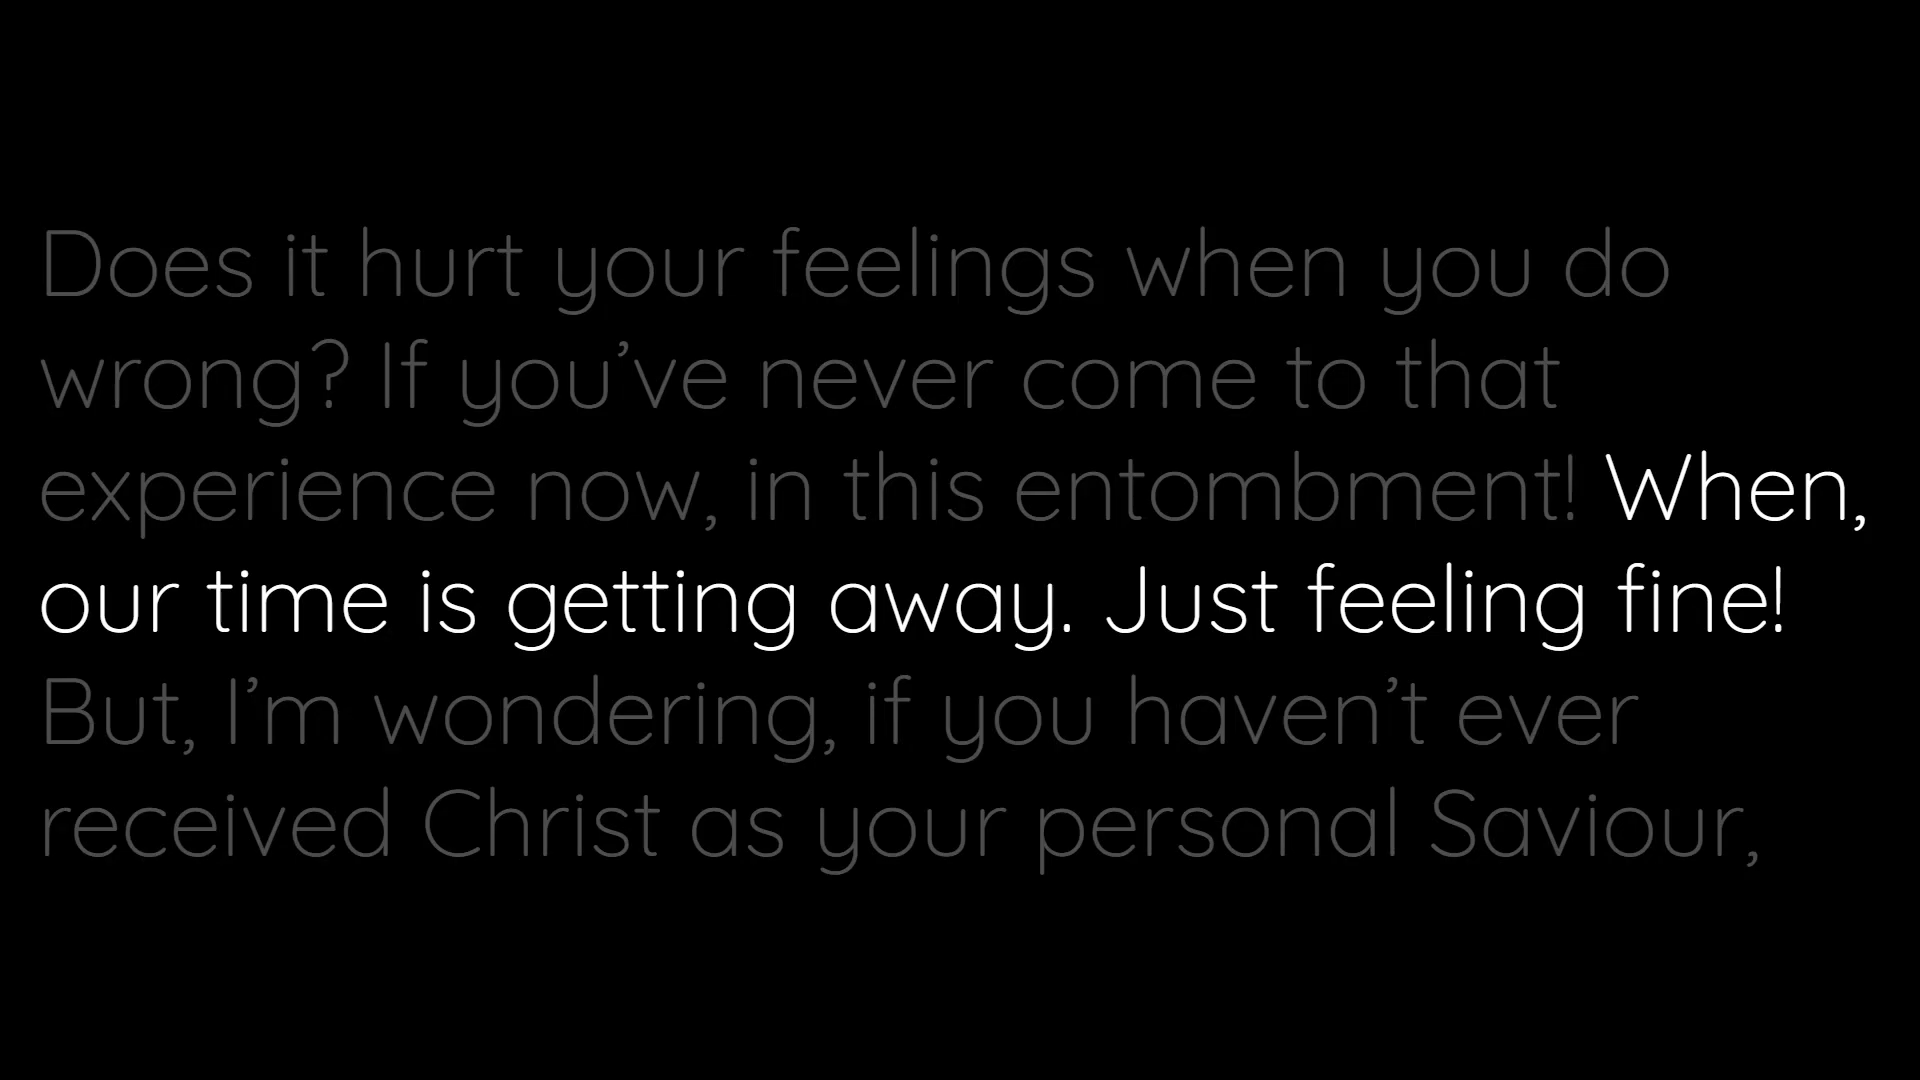 Does it hurt your feelings when you do
wrong? If you’ve never come to that
experience now, in this entombment! When,
our time is getting away. Just feeling fine!
But, I’m wondering, if you haven’t ever
received Christ as your personal Saviour,